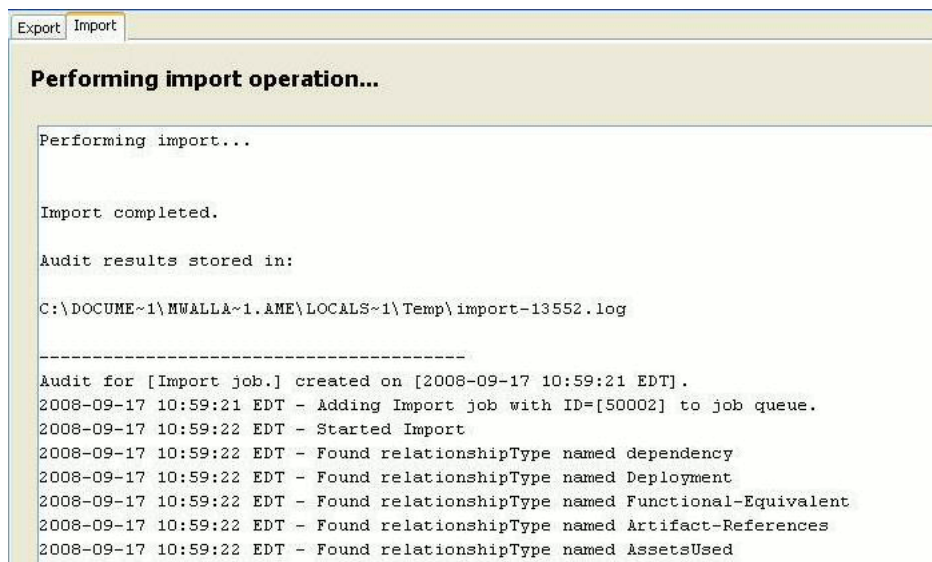 Export Import
Performing import operation...
Performing import...
Import completed.
Audit results stored in:
C:\DOCUME~1\MWALLA~1.AME\LOCALS~1\Temp\import-13552.log
----------------------------------------
Audit for [Import job.] created on [2008-09-17 10:59:21 EDT].
2008-09-17 10:59:21 EDT - Adding Import job with ID=[50002] to job queue.
2008-09-17 10:59:22 EDT - Started Import
2008-09-17 10:59:22 EDT - Found relationshipType named dependency
2008-09-17 10:59:22 EDT - Found relationshipType named Deployment
2008-09-17 10:59:22 EDT - Found relationshipType named Functional-Equivalent
2008-09-17 10:59:22 EDT - Found relationshipType named Artifact-References
2008-09-17 10:59:22 EDT - Found relationshipType named AssetsUsed